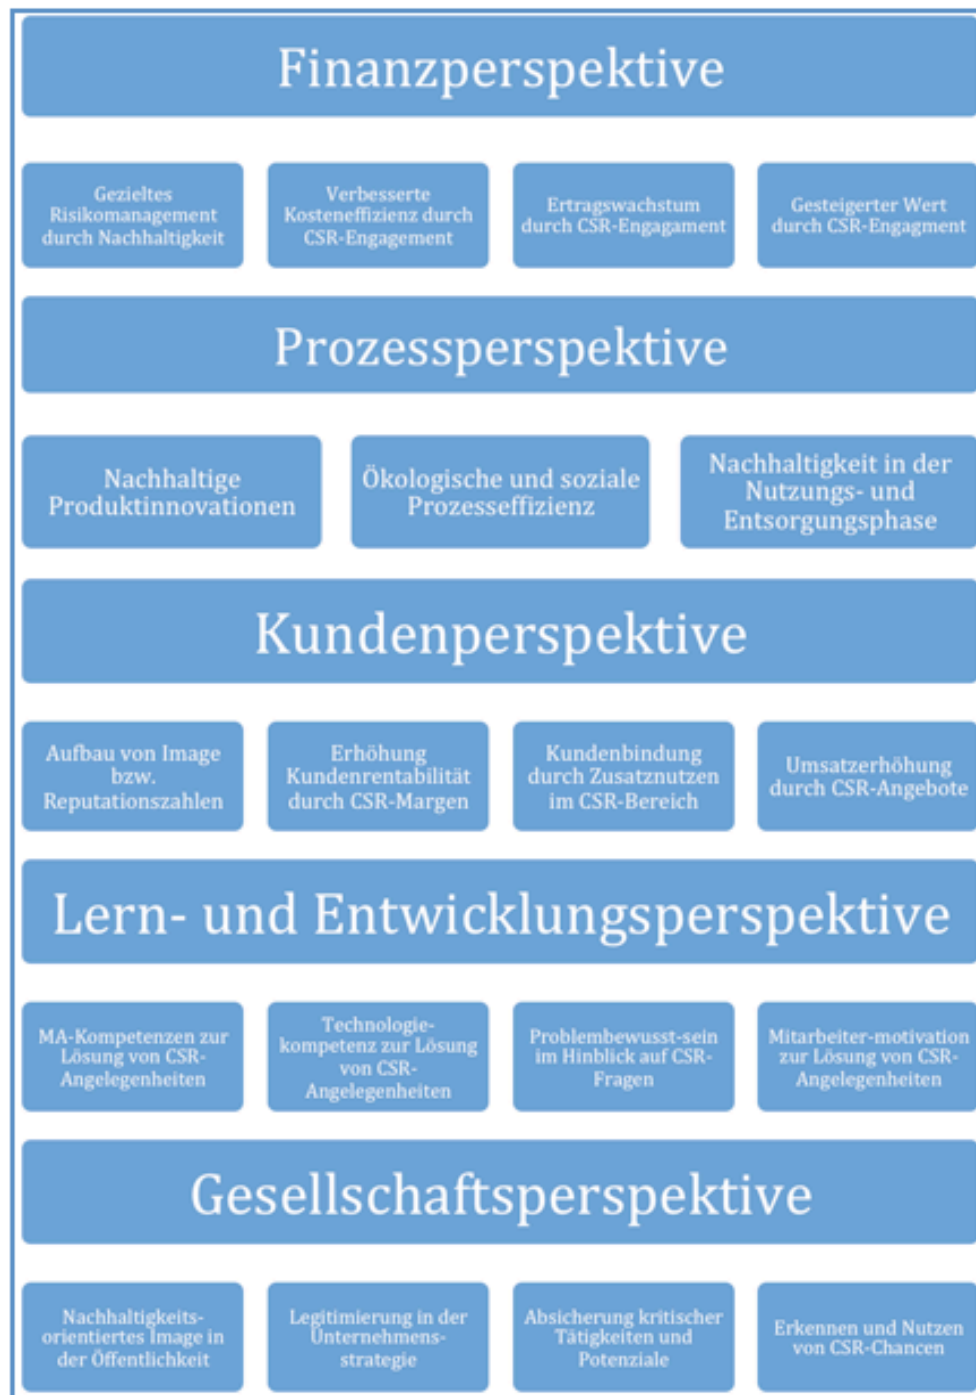 Finanzperspektive
Gezieltes
Risikomanagement
durch Nachhaltigkeit
Verbesserte
Kosteneffizienz durch
CSR-Engagement
Ertragswachstum
durch CSR-Engagament
Gesteigerter Wert
durch CSR-Engagment
Prozessperspektive
Nachhaltige
Produktinnovationen
Ökologische und soziale
Prozesseffizienz
Nachhaltigkeit in der
Nutzungs- und
Entsorgungsphase
Kundenperspektive
Aufbau von Image
bzw.
Reputationszahlen
Erhöhung
Kundenrentabilität
durch CSR-Margen
Kundenbindung
durch Zusatznutzen
im CSR-Bereich
Umsatzerhöhung
durch CSR-Angebote
Lern- und Entwicklungsperspektive
MA-Kompetenzen zur
Lösung von CSR-
Angelegenheiten
Technologie-
kompetenz zur Lösung
von CSR-
Angelegenheiten
Problembewusst-sein
im Hinblick auf CSR-
Fragen
Mitarbeiter-motivation
zur Lösung von CSR-
Angelegenheiten
Gesellschaftsperspektive
Nachhaltigkeits-
orientiertes Image in
der Öffentlichkeit
Legitimierung in der
Unternehmens-
strategie
Absicherung kritischer
Tätigkeiten und
Potenziale
Erkennen und Nutzen
von CSR-Chancen